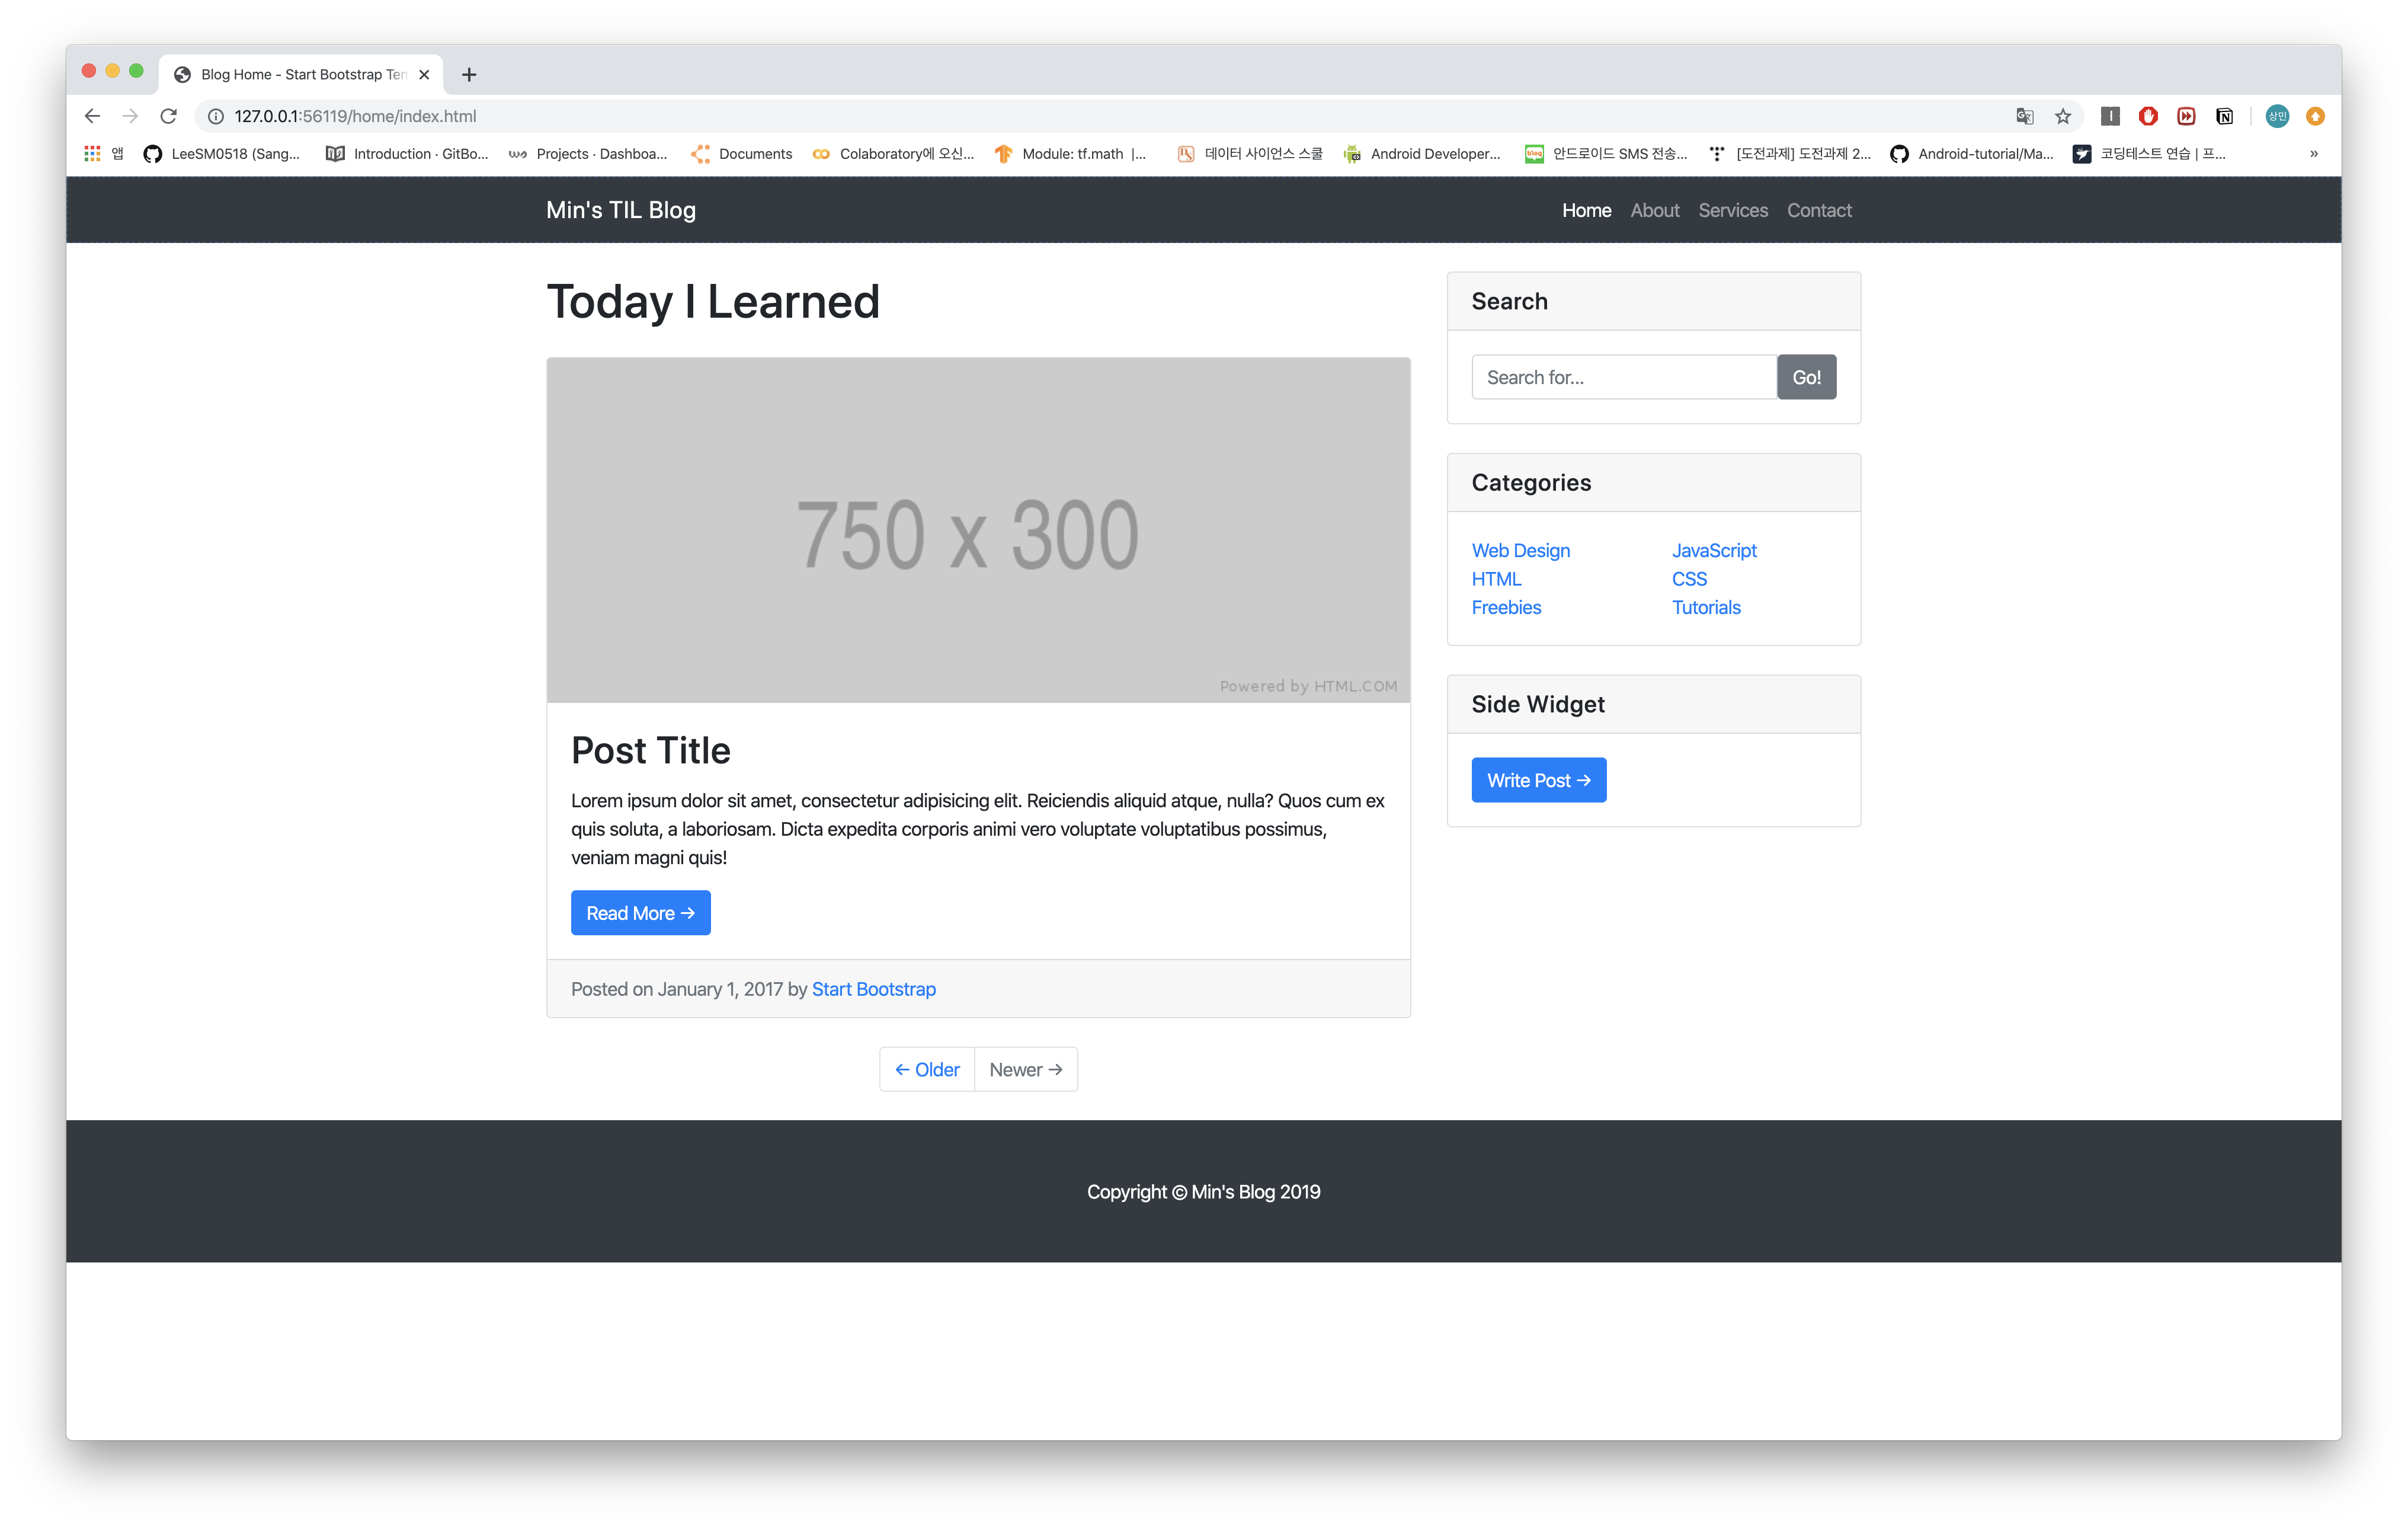 Blog Home - Start Bootstrap Ten
127.0.0.1:56119/home/index.html
상민
앱 LeeSM0518 (Sang... Introduction · GitBo... Projects · Dashboa... Documents Colaboratory에 오신... Module: tf.math |... 데이터 사이언스 스쿨 Android Developer... 안드로이드 SMS 전송... [도전과제] 도전과제 2... Android-tutorial/Ma... 코딩테스트 연습 | 프... »
Min's TIL Blog
Home About Services Contact
Today I Learned
750 x 300
Powered by HTML.COM
Post Title
Lorem ipsum dolor sit amet, consectetur adipisicing elit. Reiciendis aliquid atque, nulla? Quos cum ex
quis soluta, a laboriosam. Dicta expedita corporis animi vero voluptate voluptatibus possimus,
veniam magni quis!
Read More →
Posted on January 1, 2017 by Start Bootstrap
← Older Newer →
Search
Search for... Go!
Categories
Web Design JavaScript
HTML CSS
Freebies Tutorials
Side Widget
Write Post →
Copyright © Min's Blog 2019